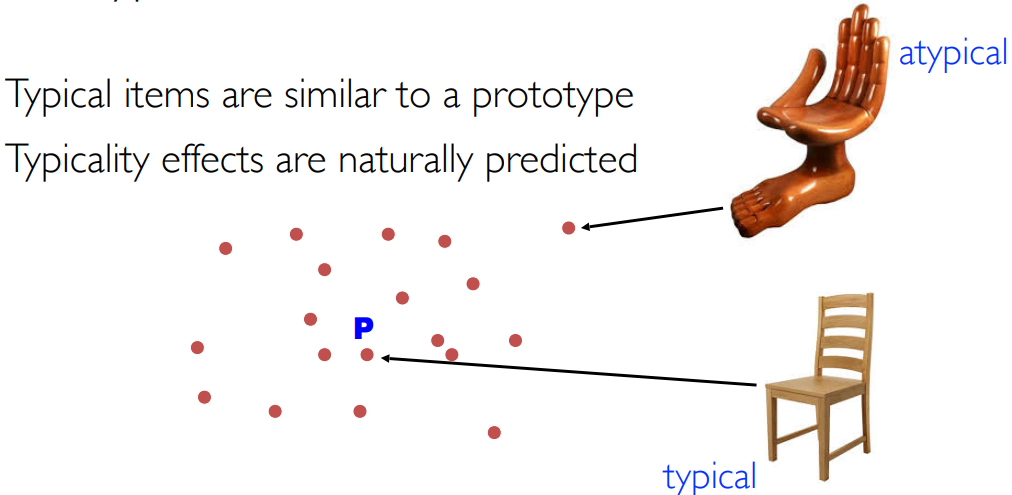 Typical items are similar to a prototype
Typicality effects are naturally predicted
atypical
P
typical